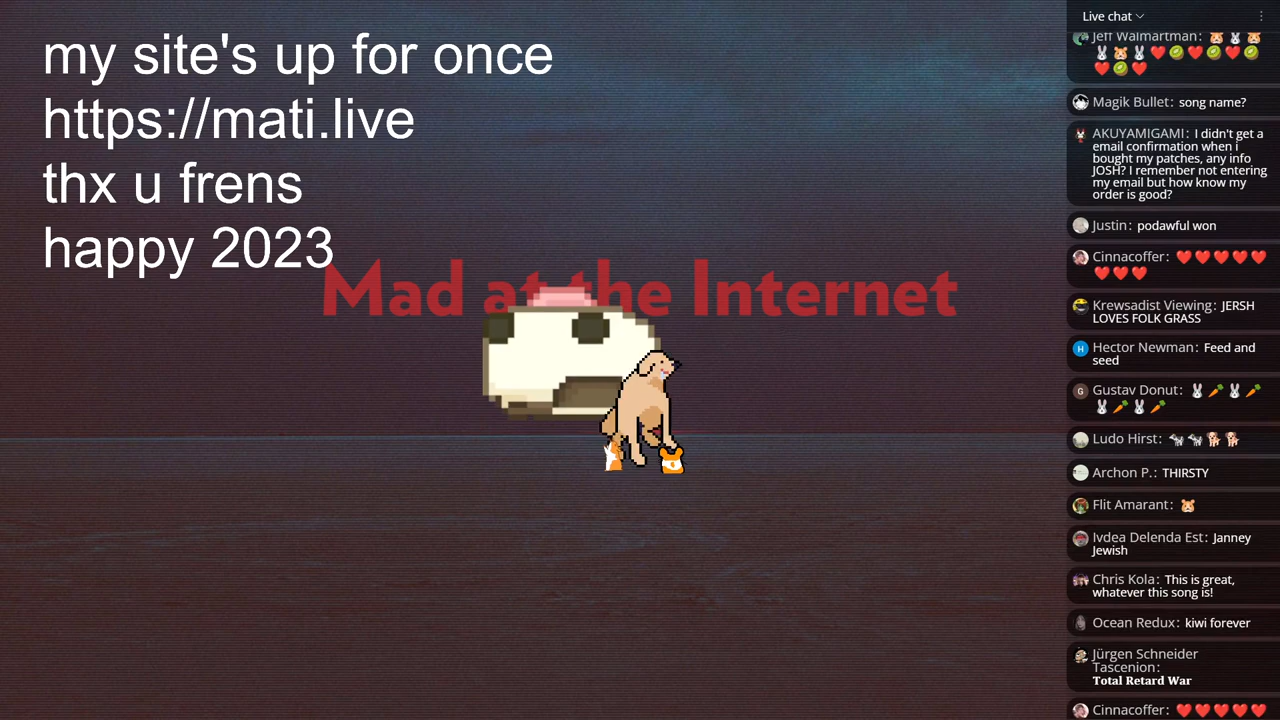 my site's up for once
https://mati.live
thx u frens
happy 2023
Mad at the Internet
Live chat
Jeff Walmartman: 🐹🐰🐹
🐰🐹🐰❤️🥝❤️🥝❤️🥝
❤️🥝❤️
Magik Bullet: song name?
AKUYAMIGAMI: I didn't get a
email confirmation when i
bought my patches, any info
JOSH? I remember not entering
my email but how know my
order is good?
Justin: podawful won
Cinnacoffer: ❤️❤️❤️❤️❤️
❤️❤️❤️
Krewsadist Viewing: JERSH
LOVES FOLK GRASS
Hector Newman: Feed and
seed
H
Gustav Donut: 🐰🥕🐰🥕
🐰🥕🐰🥕
G
Ludo Hirst: 🐄🐄🐕🐕
Archon P.: THIRSTY
Flit Amarant: 🐹
Ivdea Delenda Est: Janney
Jewish
Chris Kola: This is great,
whatever this song is!
Ocean Redux: kiwi forever
Jürgen Schneider
Tascenion:
Total Retard War
Cinnacoffer: ❤️❤️❤️❤️❤️